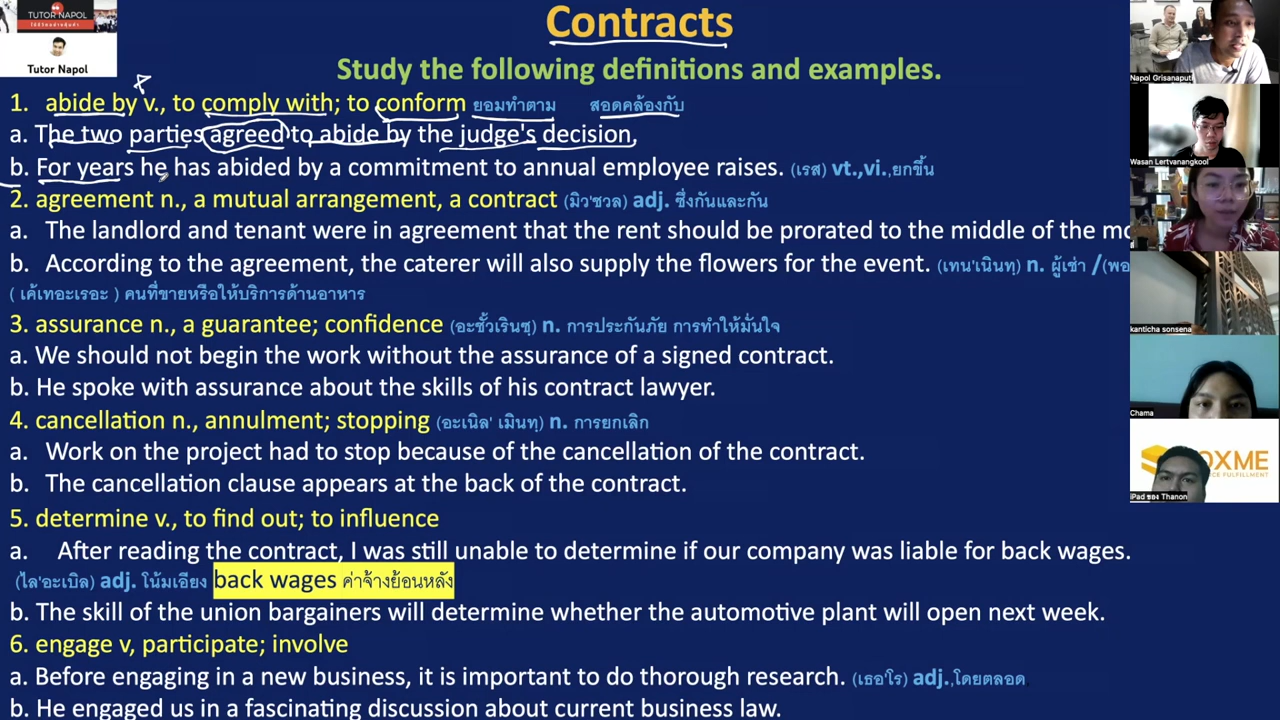 TUTOR NAPOL
Tutor Napol
Contracts
Study the following definitions and examples.
1. abide by v., to comply with; to conform ยอมทำตาม สอดคล้องกับ
a. The two parties agreed to abide by the judge's decision,
b. For years he has abided by a commitment to annual employee raises. (เรส) vt.,vi.,ยกขึ้น
2. agreement n., a mutual arrangement, a contract (มิว'ชวล) adj. ซึ่งกันและกัน
a. The landlord and tenant were in agreement that the rent should be prorated to the middle of the mo
b. According to the agreement, the caterer will also supply the flowers for the event. (เทน'เนินทฺ) n. ผู้เช่า /(พอ
( เค้เทอะเรอะ ) คนที่ขายหรือให้บริการด้านอาหาร
3. assurance n., a guarantee; confidence (อะชั้วเรินซฺ) n. การประกันภัย การทำให้มั่นใจ
a. We should not begin the work without the assurance of a signed contract.
b. He spoke with assurance about the skills of his contract lawyer.
4. cancellation n., annulment; stopping (อะเนิล' เมินทฺ) n. การยกเลิก
a. Work on the project had to stop because of the cancellation of the contract.
b. The cancellation clause appears at the back of the contract.
5. determine v., to find out; to influence
a. After reading the contract, I was still unable to determine if our company was liable for back wages.
(ไล'อะเบิล) adj. โน้มเอียง back wages ค่าจ้างย้อนหลัง
b. The skill of the union bargainers will determine whether the automotive plant will open next week.
6. engage v, participate; involve
a. Before engaging in a new business, it is important to do thorough research. (เธอ'โร) adj.,โดยตลอด
b. He engaged us in a fascinating discussion about current business law.
Napol Grisanaputi
Wasan Lertvanangkool
kanticha sonsena
Chama
OXME
CE FULFILLMENT
iPad ของ Thanon